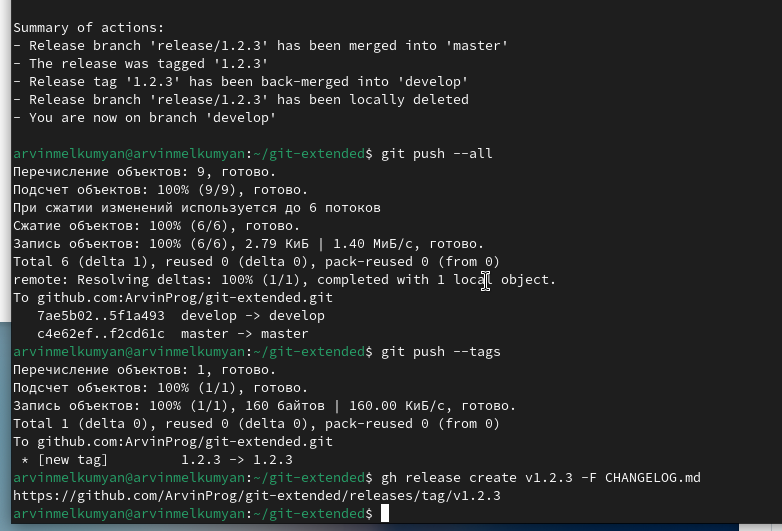 Summary of actions:
- Release branch 'release/1.2.3' has been merged into 'master'
- The release was tagged '1.2.3'
- Release tag '1.2.3' has been back-merged into 'develop'
- Release branch 'release/1.2.3' has been locally deleted
- You are now on branch 'develop'
arvinmelkumyan@arvinmelkumyan:~/git-extended$ git push --all
Перечисление объектов: 9, готово.
Подсчет объектов: 100% (9/9), готово.
При сжатии изменений используется до 6 потоков
Сжатие объектов: 100% (6/6), готово.
Запись объектов: 100% (6/6), 2.79 КиБ | 1.40 МиБ/с, готово.
Total 6 (delta 1), reused 0 (delta 0), pack-reused 0 (from 0)
remote: Resolving deltas: 100% (1/1), completed with 1 local object.
To github.com:ArvinProg/git-extended.git
   7ae5b02..5f1a493  develop -> develop
   c4e62ef..f2cd61c  master -> master
arvinmelkumyan@arvinmelkumyan:~/git-extended$ git push --tags
Перечисление объектов: 1, готово.
Подсчет объектов: 100% (1/1), готово.
Запись объектов: 100% (1/1), 160 байтов | 160.00 КиБ/с, готово.
Total 1 (delta 0), reused 0 (delta 0), pack-reused 0 (from 0)
To github.com:ArvinProg/git-extended.git
 * [new tag]         1.2.3 -> 1.2.3
arvinmelkumyan@arvinmelkumyan:~/git-extended$ gh release create v1.2.3 -F CHANGELOG.md
https://github.com/ArvinProg/git-extended/releases/tag/v1.2.3
arvinmelkumyan@arvinmelkumyan:~/git-extended$